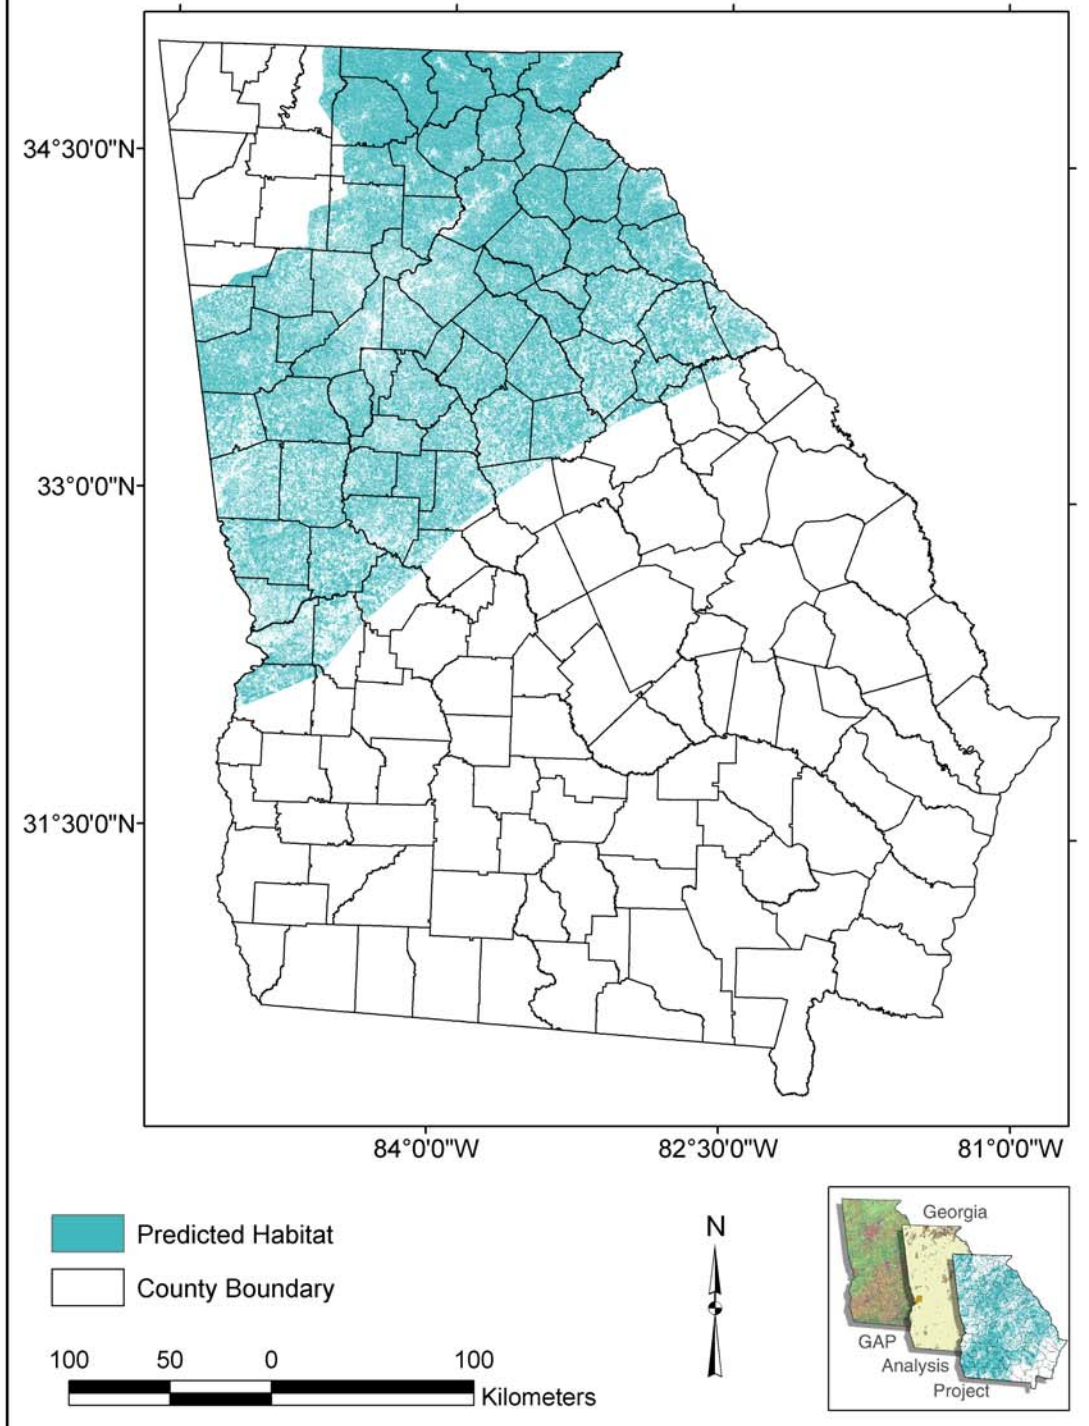 34°30'0"N
33°0'0"N
31°30'0"N
84°0'0"W 82°30'0"W 81°0'0"W
Predicted Habitat
County Boundary
100 50 0 100
Kilometers
N
Georgia
GAP
Analysis
Project